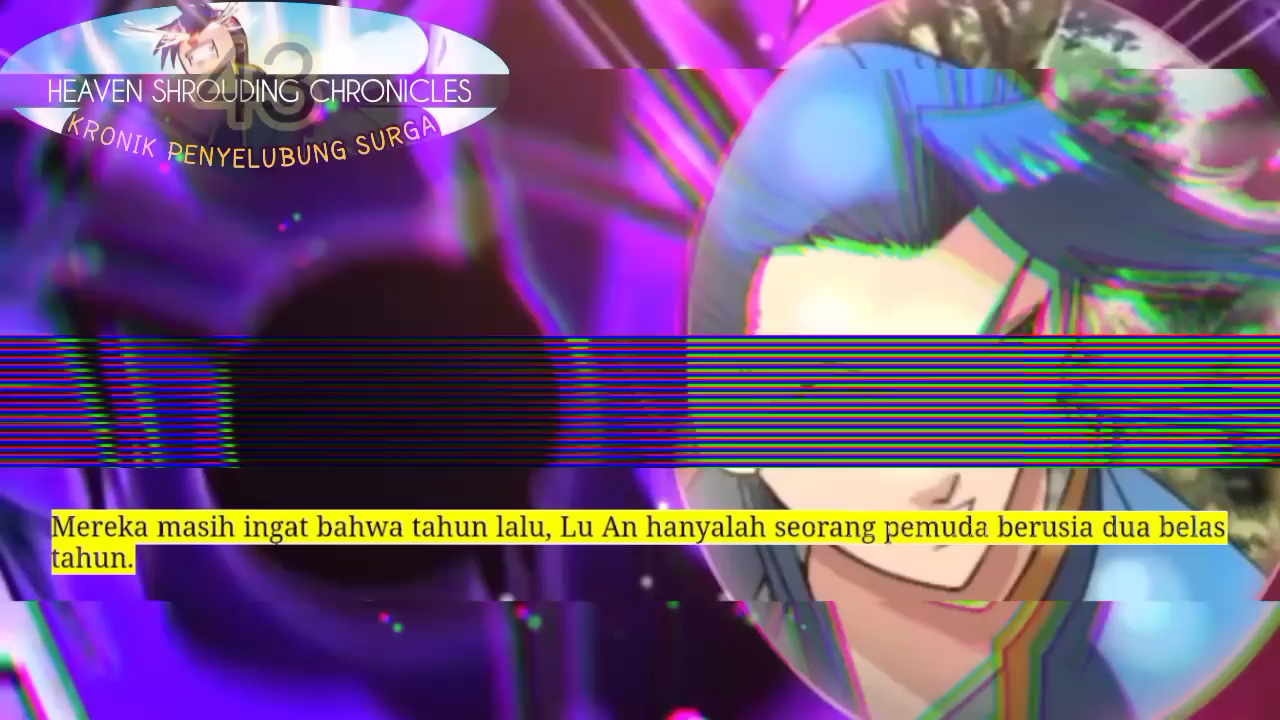 43
HEAVEN SHROUDING CHRONICLES
KRONIK PENYELUBUNG SURGA
Mereka masih ingat bahwa tahun lalu, Lu An hanyalah seorang pemuda berusia dua belas
tahun.